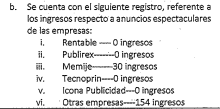 b. Se cuenta con el siguiente registro, referente a
los ingresos respecto a anuncios espectaculares
de las empresas:
i. Rentable ---- 0 ingresos
ii. Publirex-------0 ingresos
iii. Memije-------30 ingresos
iv. Tecnoprin----0 ingresos
v. Icona Publicidad---0 ingresos
vi. Otras empresas----154 ingresos